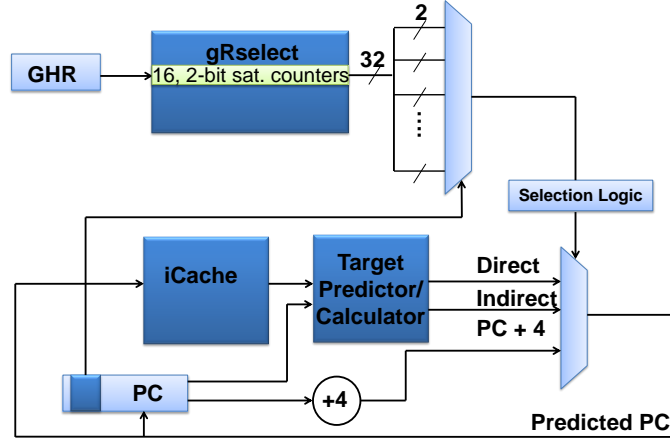 gRselect
16, 2-bit sat. counters
GHR
32
2
Selection Logic
iCache
Target
Predictor/
Calculator
Direct
Indirect
PC + 4
PC
+4
Predicted PC